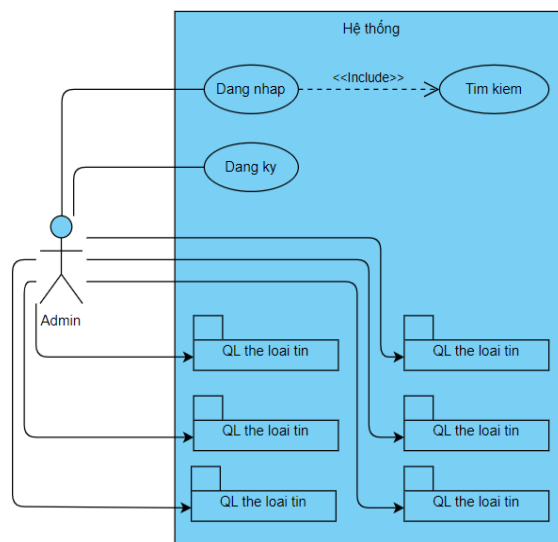 Hệ thống
Dang nhap
<<Include>>
Tim kiem
Dang ky
Admin
QL the loai tin
QL the loai tin
QL the loai tin
QL the loai tin
QL the loai tin
QL the loai tin